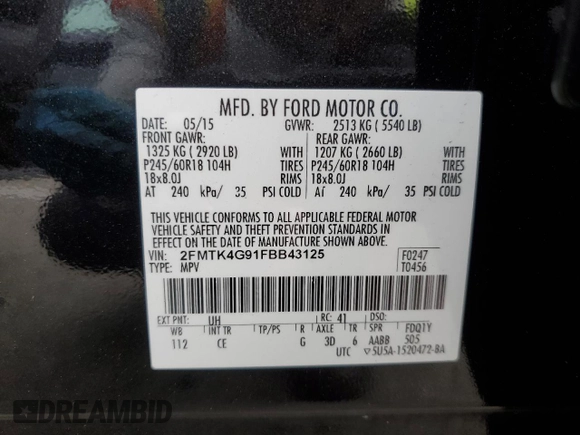 MFD. BY FORD MOTOR CO.
DATE: 05/15 GVWR: 2513 KG ( 5540 LB)
FRONT GAWR: REAR GAWR:
1325 KG ( 2920 LB) WITH 1207 KG ( 2660 LB) WITH
P245/60R18 104H TIRES P245/60R18 104H TIRES
18x8.0J RIMS 18x8.0J RIMS
AT 240 kPa/ 35 PSI COLD AT 240 kPa/ 35 PSI COLD
THIS VEHICLE CONFORMS TO ALL APPLICABLE FEDERAL MOTOR
VEHICLE SAFETY AND THEFT PREVENTION STANDARDS
IN EFFECT ON THE DATE OF MANUFACTURE SHOWN ABOVE.
VIN: 2FMTK4G91FBB43125 F0247
TYPE: MPV T0456
EXT PNT: UH RC: 41 DSO:
WB INT TR TP/PS R AXLE TR SPR FDQ1Y
112 CE G 3D 6 AABB 505
UTC ▽5U5A-1520472-BA
DREAMBID